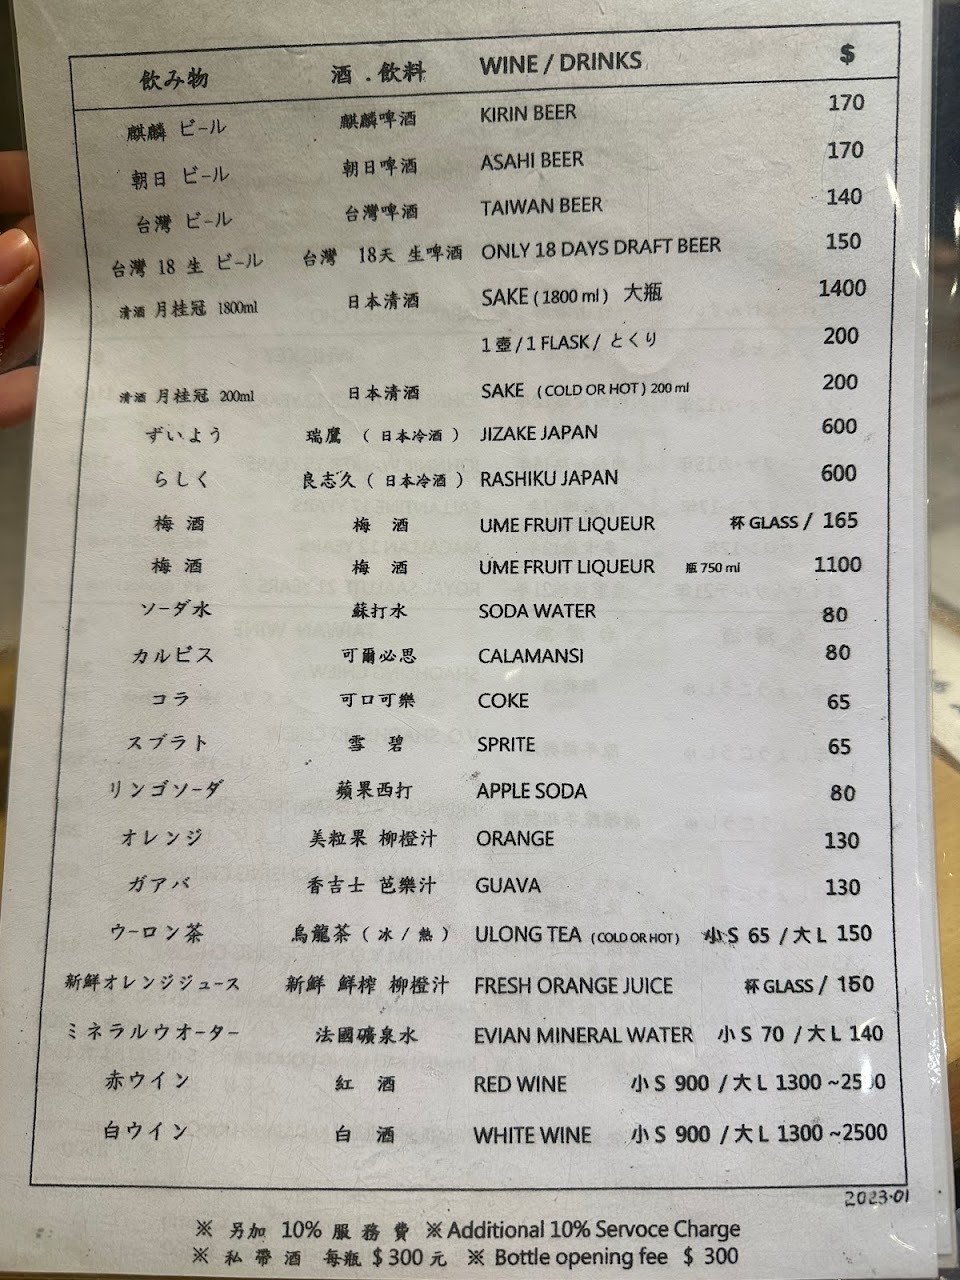 飲み物 酒 . 飲料 WINE / DRINKS $
麒麟 ビール 麒麟啤酒 KIRIN BEER 170
朝日 ビール 朝日啤酒 ASAHI BEER 170
台灣 ビール 台灣啤酒 TAIWAN BEER 140
台灣 18 生 ビール 台灣 18天 生啤酒 ONLY 18 DAYS DRAFT BEER 150
清酒 月桂冠 1800ml 日本清酒 SAKE ( 1800 ml ) 大瓶 1400
1 壺 / 1 FLASK / とくり 200
清酒 月桂冠 200ml 日本清酒 SAKE ( COLD OR HOT ) 200 ml 200
ずいよう 瑞鷹 ( 日本冷酒 ) JIZAKE JAPAN 600
らしく 良志久 ( 日本冷酒 ) RASHIKU JAPAN 600
梅 酒 梅 酒 UME FRUIT LIQUEUR 杯 GLASS / 165
梅 酒 梅 酒 UME FRUIT LIQUEUR 瓶 750 ml 1100
ソーダ水 蘇打水 SODA WATER 80
カルピス 可爾必思 CALAMANSI 80
コラ 可口可樂 COKE 65
スプラト 雪 碧 SPRITE 65
リンゴソーダ 蘋果西打 APPLE SODA 80
オレンジ 美粒果 柳橙汁 ORANGE 130
ガアバ 香吉士 芭樂汁 GUAVA 130
ウーロン茶 烏龍茶 ( 冰 / 熱 ) ULONG TEA ( COLD OR HOT ) 小 S 65 / 大 L 150
新鮮オレンジジュース 新鮮 鮮榨 柳橙汁 FRESH ORANGE JUICE 杯 GLASS / 150
ミネラルウオーター 法國礦泉水 EVIAN MINERAL WATER 小 S 70 / 大 L 140
赤ウイン 紅 酒 RED WINE 小 S 900 / 大 L 1300 ~2500
白ウイン 白 酒 WHITE WINE 小 S 900 / 大 L 1300 ~2500
2023.01
※ 另加 10% 服 務 費 ※ Additional 10% Servoce Charge
※ 私 帶 酒 每瓶 $ 300 元 ※ Bottle opening fee $ 300